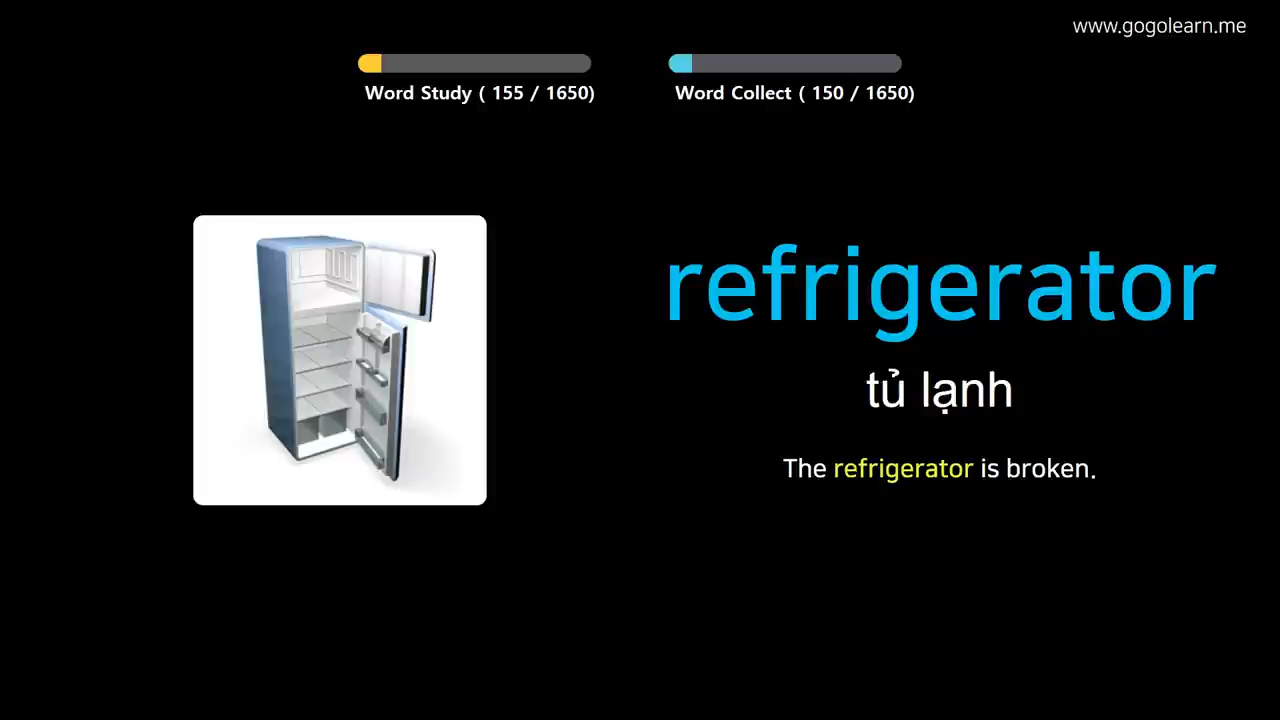 www.gogolearn.me
Word Study ( 155 / 1650)
Word Collect ( 150 / 1650)
refrigerator
tủ lạnh
The refrigerator is broken.